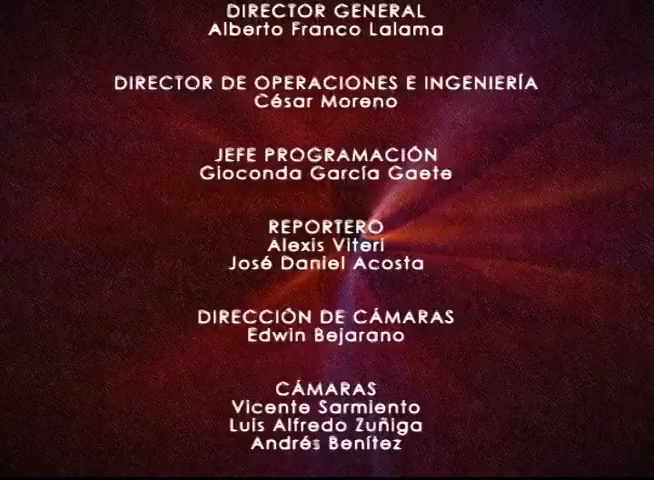 DIRECTOR GENERAL
Alberto Franco Lalama
DIRECTOR DE OPERACIONES E INGENIERÍA
César Moreno
JEFE PROGRAMACIÓN
Gioconda García Gaete
REPORTERO
Alexis Viteri
José Daniel Acosta
DIRECCIÓN DE CÁMARAS
Edwin Bejarano
CÁMARAS
Vicente Sarmiento
Luis Alfredo Zuñiga
Andrés Benítez